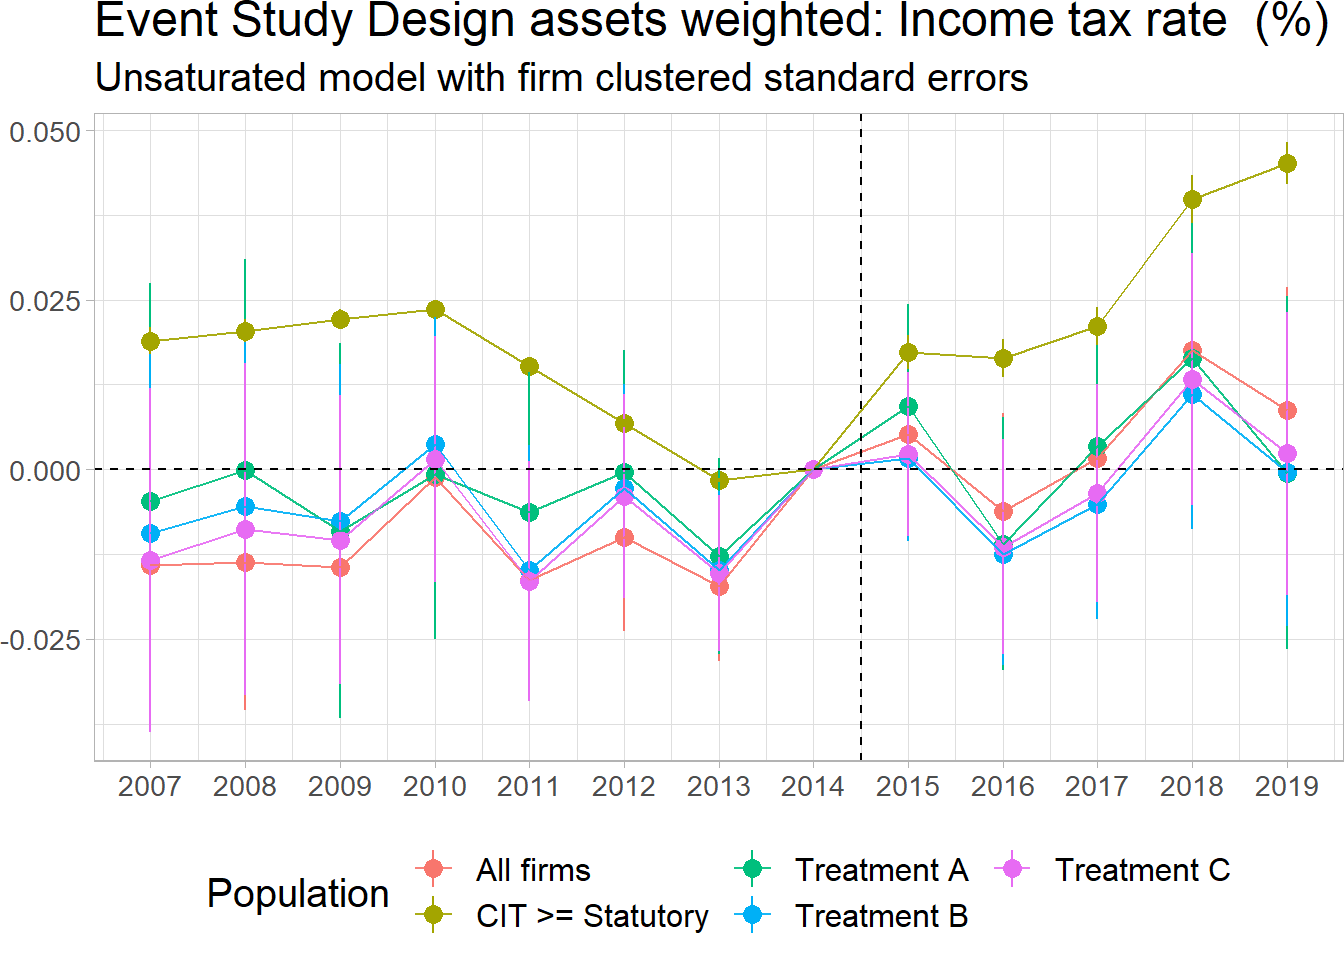 Event Study Design assets weighted: Income tax rate (%)
Unsaturated model with firm clustered standard errors
0.050
0.025
0.000
-0.025
2007 2008 2009 2010 2011 2012 2013 2014 2015 2016 2017 2018 2019
Population
All firms
CIT >= Statutory
Treatment A
Treatment B
Treatment C